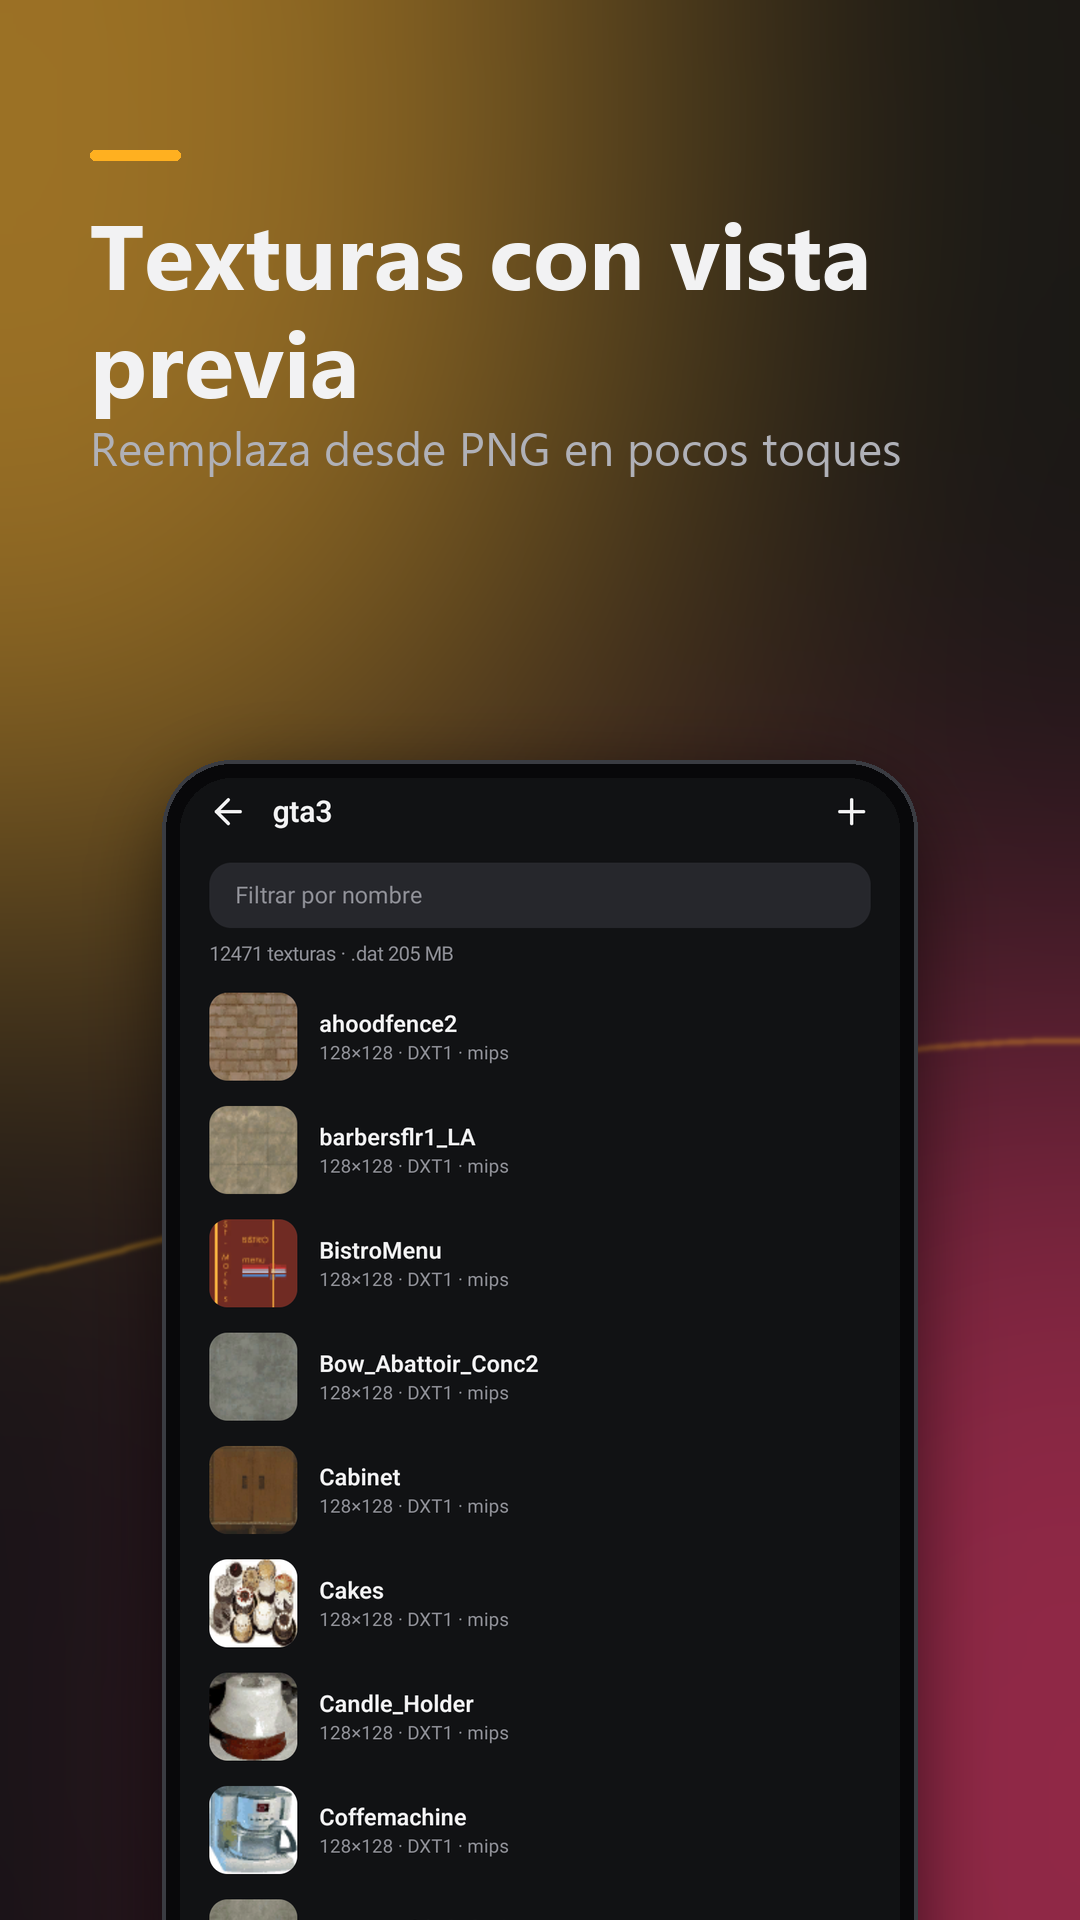 Texturas con vista
previa
Reemplaza desde PNG en pocos toques
gta3
Filtrar por nombre
12471 texturas · .dat 205 MB
ahoodfence2
128×128 · DXT1 · mips
barbersflr1_LA
128×128 · DXT1 · mips
BISTRO
menu
BistroMenu
128×128 · DXT1 · mips
Bow_Abattoir_Conc2
128×128 · DXT1 · mips
Cabinet
128×128 · DXT1 · mips
Cakes
128×128 · DXT1 · mips
Candle_Holder
128×128 · DXT1 · mips
Coffemachine
128×128 · DXT1 · mips